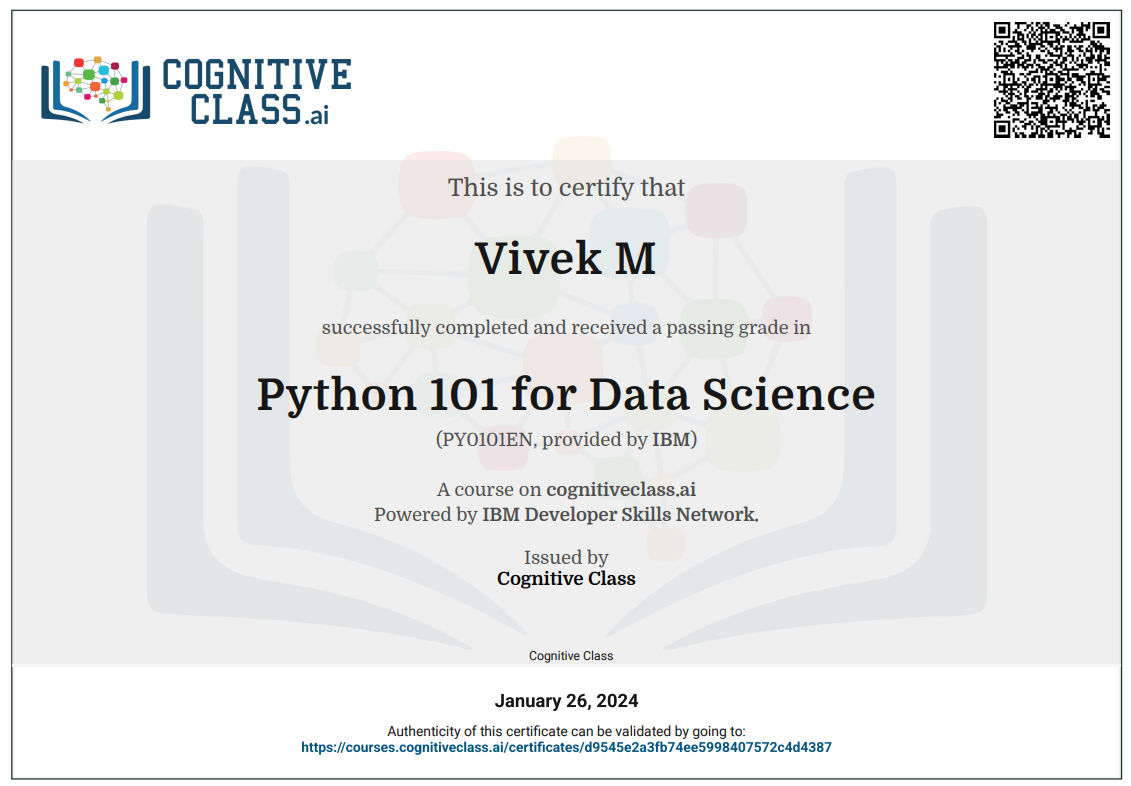 COGNITIVE
CLASS.ai
This is to certify that
Vivek M
successfully completed and received a passing grade in
Python 101 for Data Science
(PY0101EN, provided by IBM)
A course on cognitiveclass.ai
Powered by IBM Developer Skills Network.
Issued by
Cognitive Class
Cognitive Class
January 26, 2024
Authenticity of this certificate can be validated by going to:
https://courses.cognitiveclass.ai/certificates/d9545e2a3fb74ee5998407572c4d4387